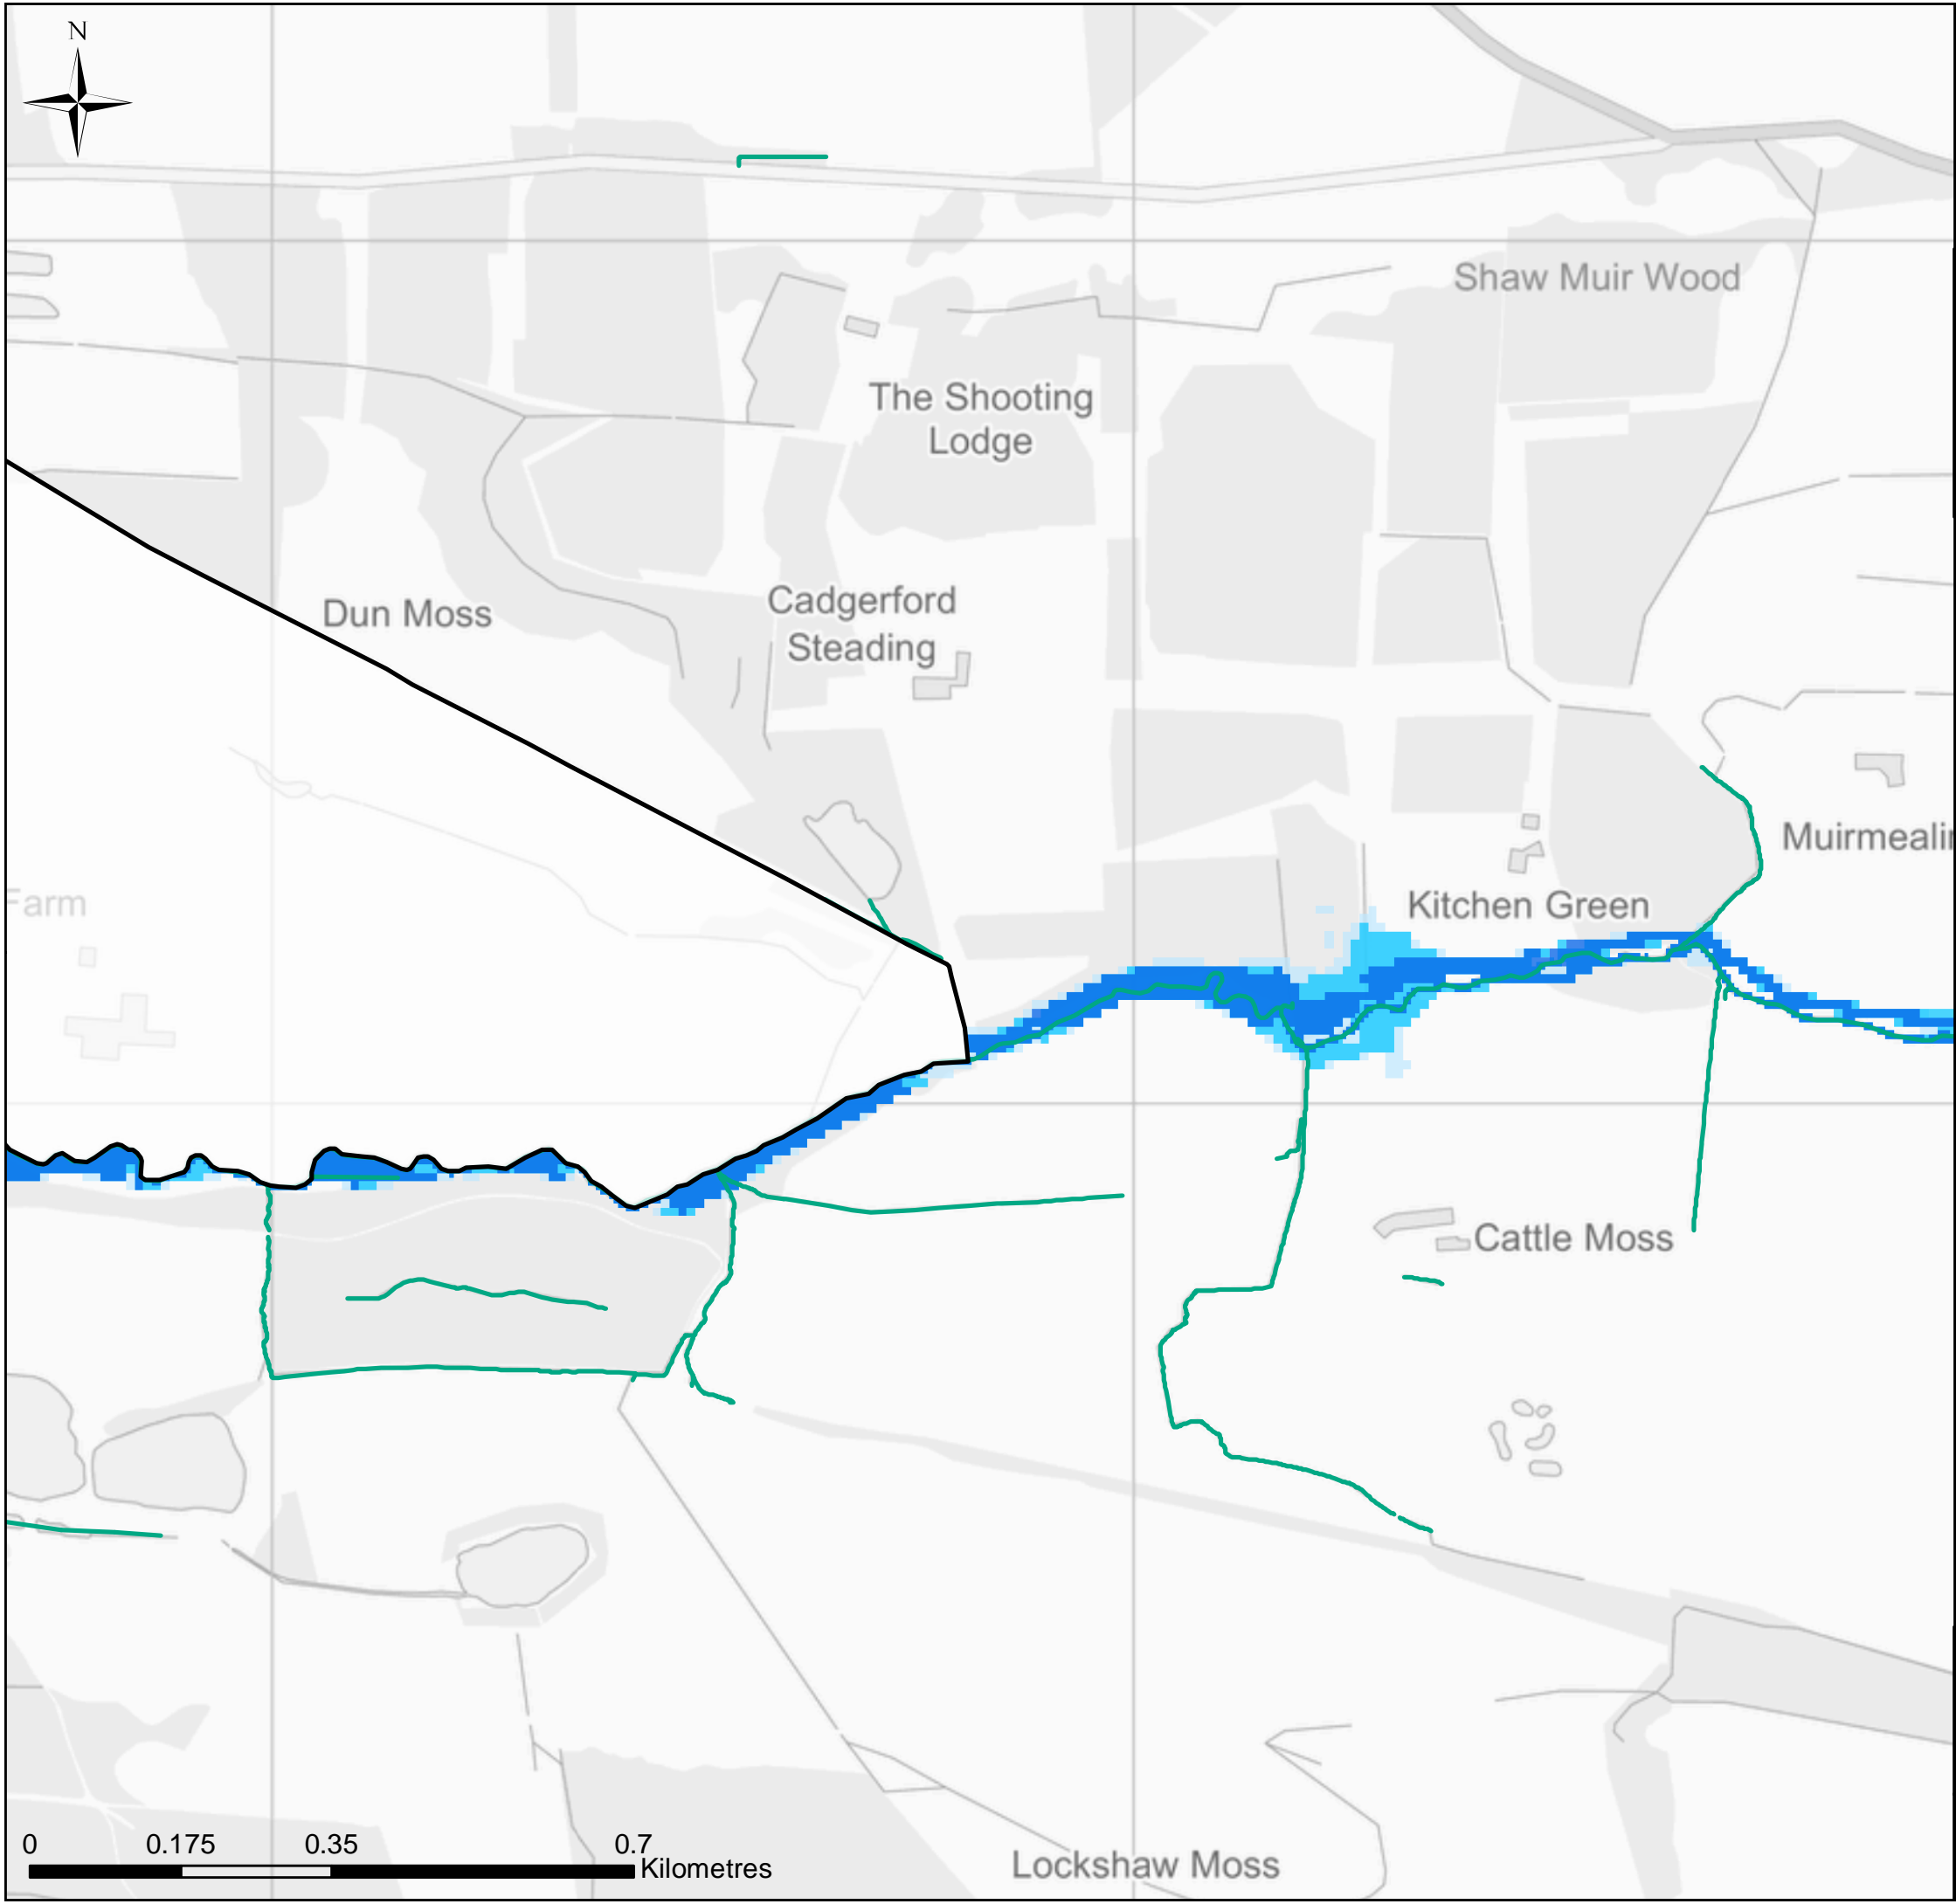 N
Shaw Muir Wood
The Shooting
Lodge
Cadgerford
Steading
Dun Moss
Muirmealin
Farm
Kitchen Green
Cattle Moss
0 0.175 0.35 0.7
Kilometres
Lockshaw Moss